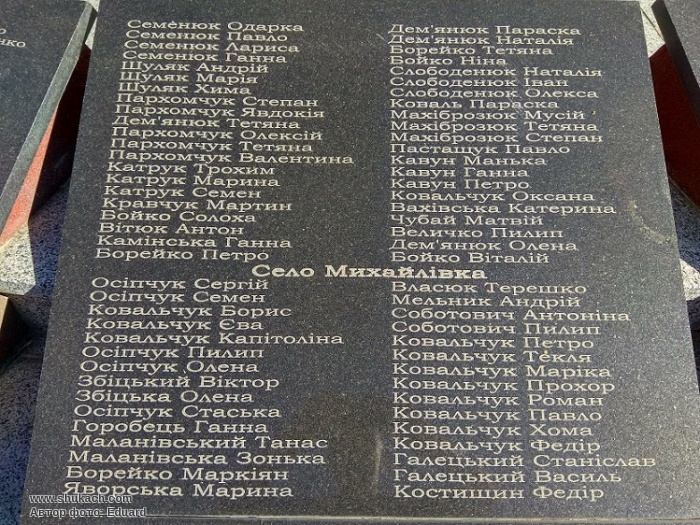 Семенюк Одарка
Семенюк Павло
Семенюк Лариса
Семенюк Ганна
Шуляк Андрій
Шуляк Марія
Шуляк Хима
Пархомчук Степан
Пархомчук Явдокія
Дем'янюк Тетяна
Пархомчук Олексій
Пархомчук Тетяна
Пархомчук Валентина
Катрук Трохим
Катрук Марина
Катрук Семен
Кравчук Мартин
Бойко Солоха
Вітюк Антон
Камінська Ганна
Борейко Петро
Дем'янюк Параска
Дем'янюк Наталія
Борейко Тетяна
Бойко Ніна
Слободенюк Наталія
Слободенюк Іван
Слободенюк Олекса
Коваль Параска
Махіброзюк Мусій
Махіброзюк Тетяна
Махіброзюк Степан
Пастащук Павло
Кавун Манька
Кавун Ганна
Кавун Петро
Ковальчук Оксана
Вахівська Катерина
Чубай Матвій
Величко Пилип
Дем'янюк Олена
Бойко Віталій
Село Михайлівка
Осіпчук Сергій
Осіпчук Семен
Ковальчук Борис
Ковальчук Єва
Ковальчук Капітоліна
Осіпчук Пилип
Осіпчук Олена
Збіцький Віктор
Збіцька Олена
Осіпчук Стаська
Горобець Ганна
Маланівський Танас
Маланівська Зонька
Борейко Маркіян
Яворська Марина
Власюк Терешко
Мельник Андрій
Соботович Антоніна
Соботович Пилип
Ковальчук Петро
Ковальчук Текля
Ковальчук Маріка
Ковальчук Прохор
Ковальчук Роман
Ковальчук Павло
Ковальчук Хома
Ковальчук Федір
Галецький Станіслав
Галецький Василь
Костишин Федір
www.shukach.com
Автор фото: Eduard